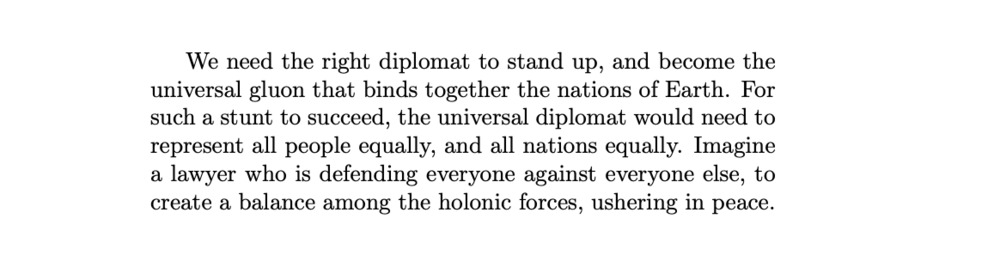 We need the right diplomat to stand up, and become the
universal gluon that binds together the nations of Earth. For
such a stunt to succeed, the universal diplomat would need to
represent all people equally, and all nations equally. Imagine
a lawyer who is defending everyone against everyone else, to
create a balance among the holonic forces, ushering in peace.